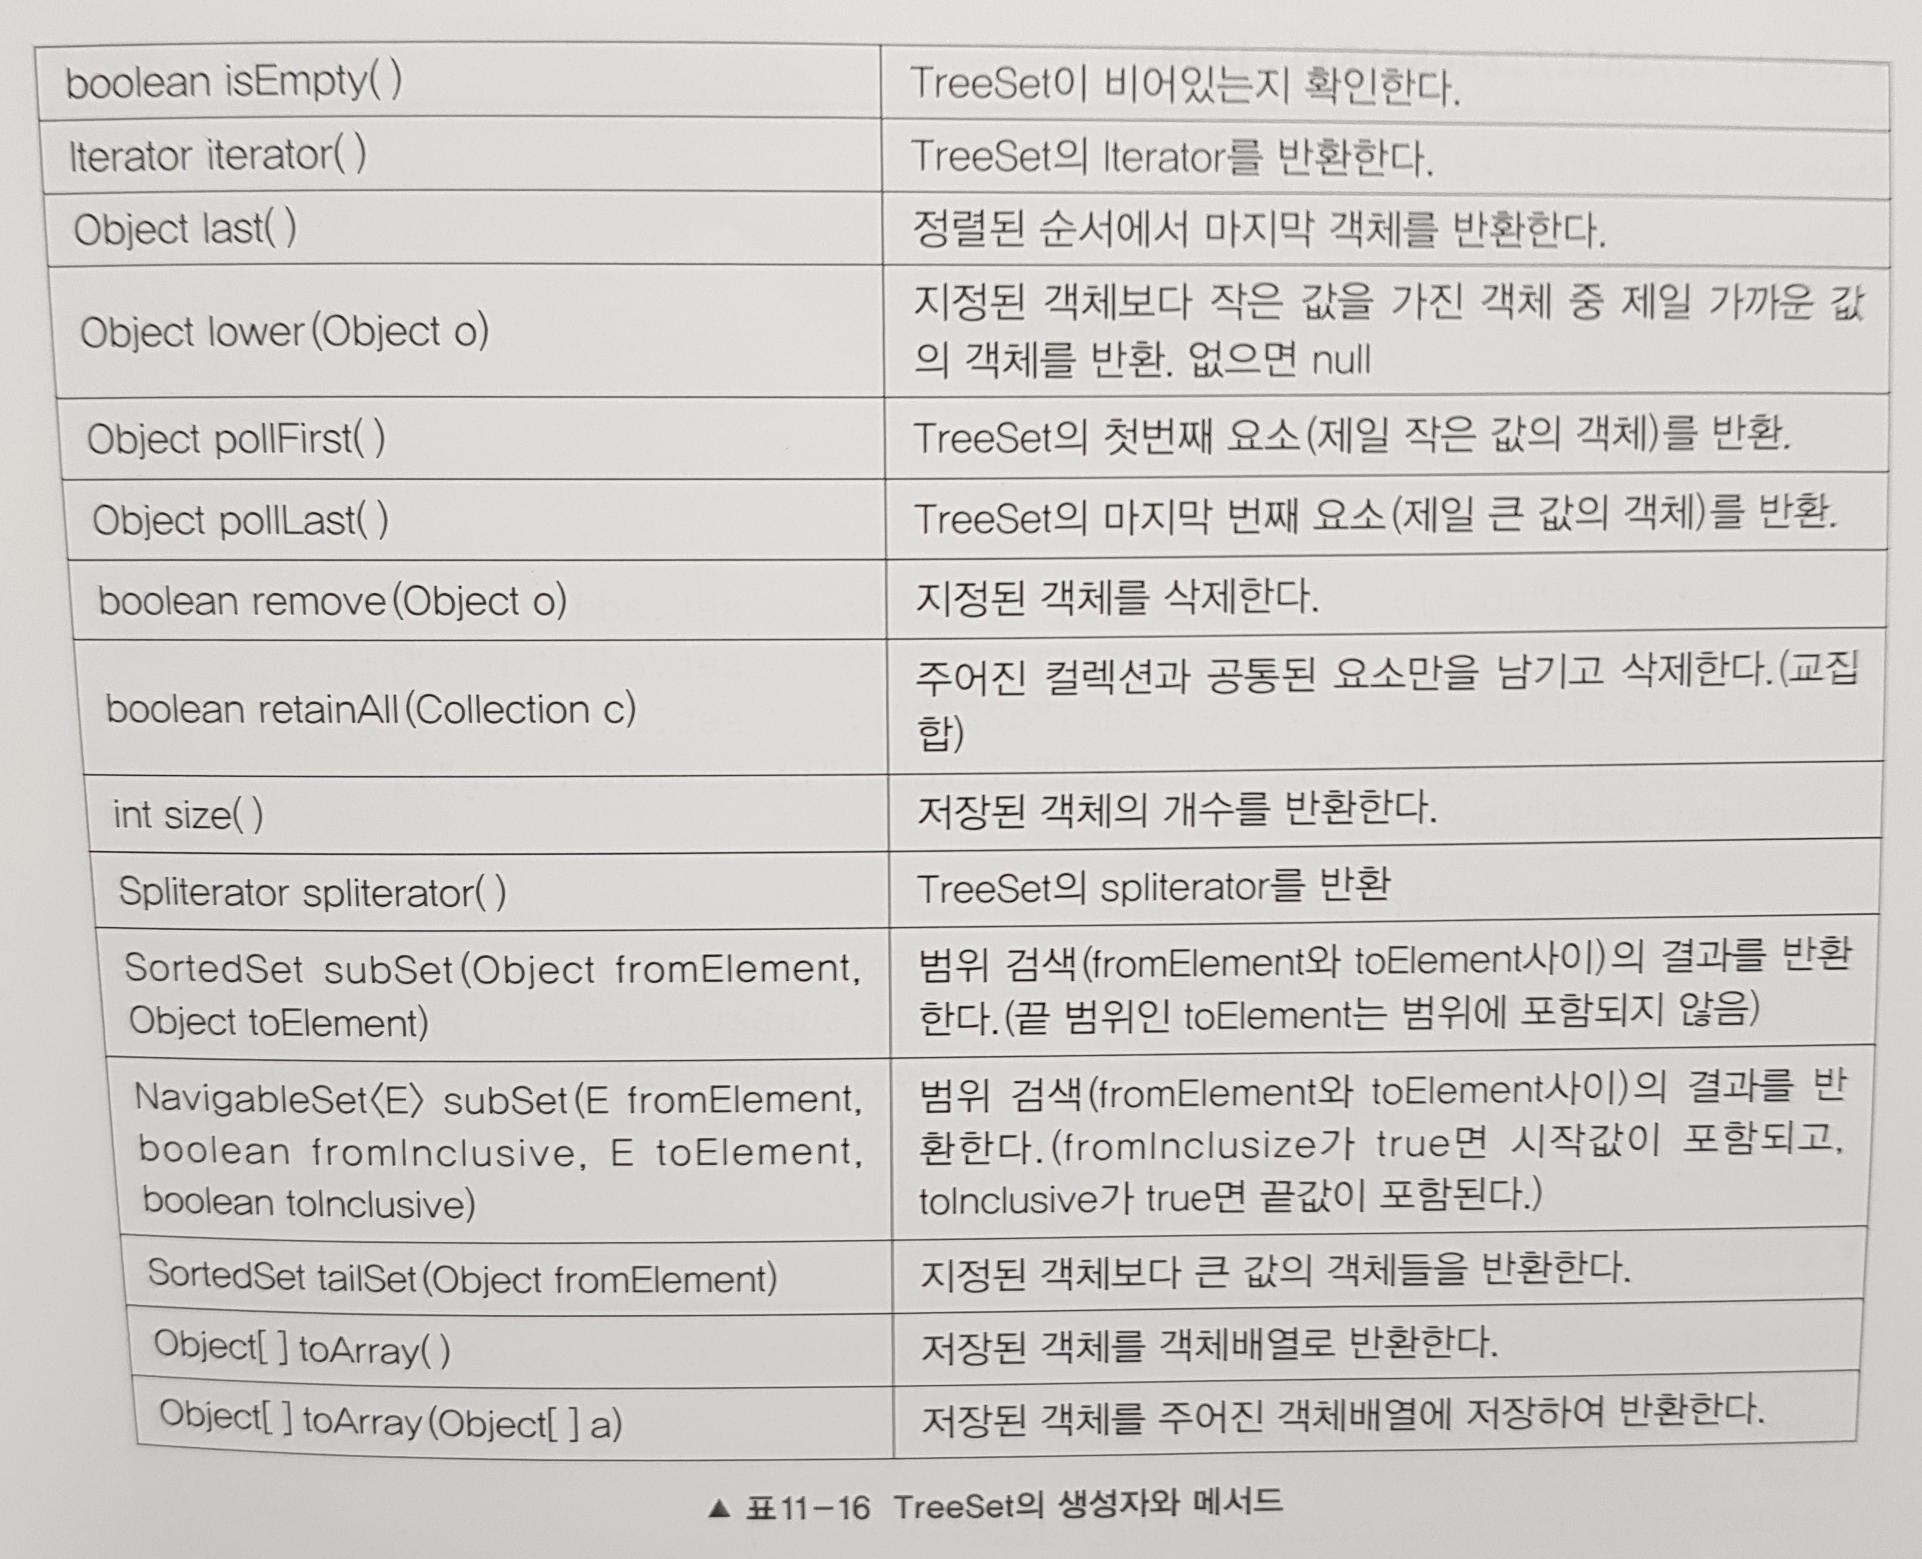 boolean isEmpty( )
TreeSet이 비어있는지 확인한다.
Iterator iterator( )
TreeSet의 Iterator를 반환한다.
Object last( )
정렬된 순서에서 마지막 객체를 반환한다.
Object lower(Object o)
지정된 객체보다 작은 값을 가진 객체 중 제일 가까운 값
의 객체를 반환. 없으면 null
Object pollFirst( )
TreeSet의 첫번째 요소(제일 작은 값의 객체)를 반환.
Object pollLast( )
TreeSet의 마지막 번째 요소(제일 큰 값의 객체)를 반환.
boolean remove(Object o)
지정된 객체를 삭제한다.
boolean retainAll(Collection c)
주어진 컬렉션과 공통된 요소만을 남기고 삭제한다.(교집
합)
int size( )
저장된 객체의 개수를 반환한다.
Spliterator spliterator( )
TreeSet의 spliterator를 반환
SortedSet subSet(Object fromElement,
Object toElement)
범위 검색(fromElement와 toElement사이)의 결과를 반환
한다.(끝 범위인 toElement는 범위에 포함되지 않음)
NavigableSet〈E〉 subSet(E fromElement,
boolean fromInclusive, E toElement,
boolean toInclusive)
범위 검색(fromElement와 toElement사이)의 결과를 반
환한다.(fromInclusize가 true면 시작값이 포함되고,
toInclusive가 true면 끝값이 포함된다.)
SortedSet tailSet(Object fromElement)
지정된 객체보다 큰 값의 객체들을 반환한다.
Object[ ] toArray( )
저장된 객체를 객체배열로 반환한다.
Object[ ] toArray(Object[ ] a)
저장된 객체를 주어진 객체배열에 저장하여 반환한다.
▲ 표11-16 TreeSet의 생성자와 메서드